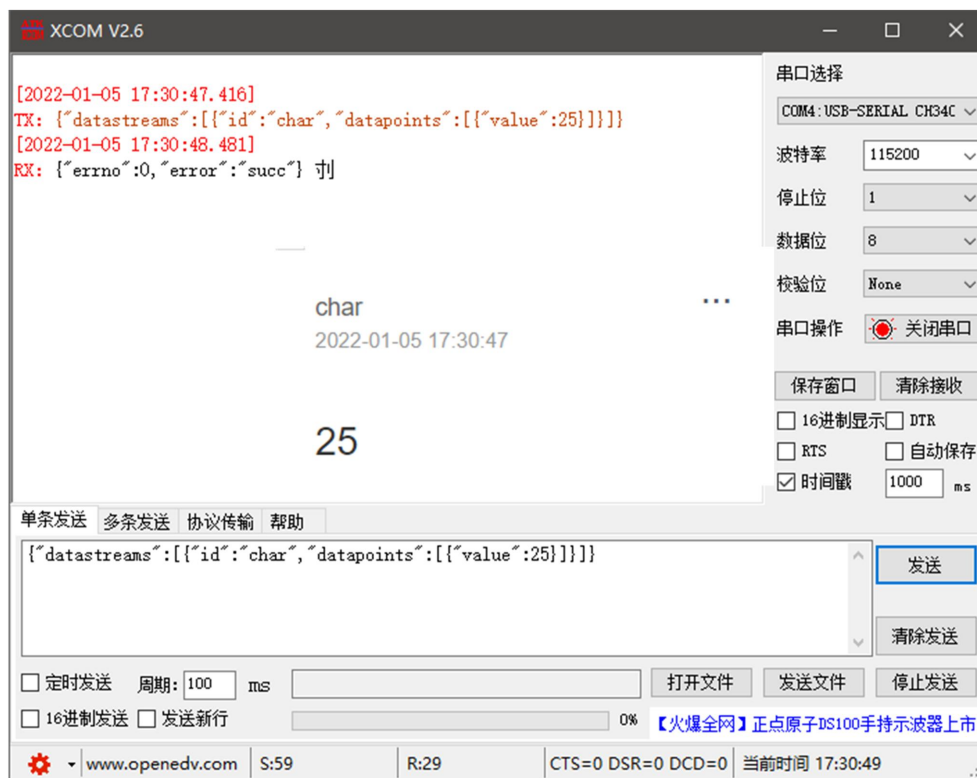 XCOM V2.6
[2022-01-05 17:30:47.416]
TX: {"datastreams":[{"id":"char","datapoints":[{"value":25}]}]}
[2022-01-05 17:30:48.481]
RX: {"errno":0,"error":"succ"}
char
...
2022-01-05 17:30:47
25
串口选择
COM4:USB-SERIAL CH34C
波特率 115200
停止位 1
数据位 8
校验位 None
串口操作 关闭串口
保存窗口 清除接收
16进制显示 DTR
RTS 自动保存
时间戳 1000 ms
单条发送 多条发送 协议传输 帮助
{"datastreams":[{"id":"char","datapoints":[{"value":25}]}]}
发送
清除发送
定时发送 周期: 100 ms 打开文件 发送文件 停止发送
16进制发送 发送新行 0% 【火爆全网】正点原子DS100手持示波器上市
www.openedv.com S:59 R:29 CTS=0 DSR=0 DCD=0 当前时间 17:30:49